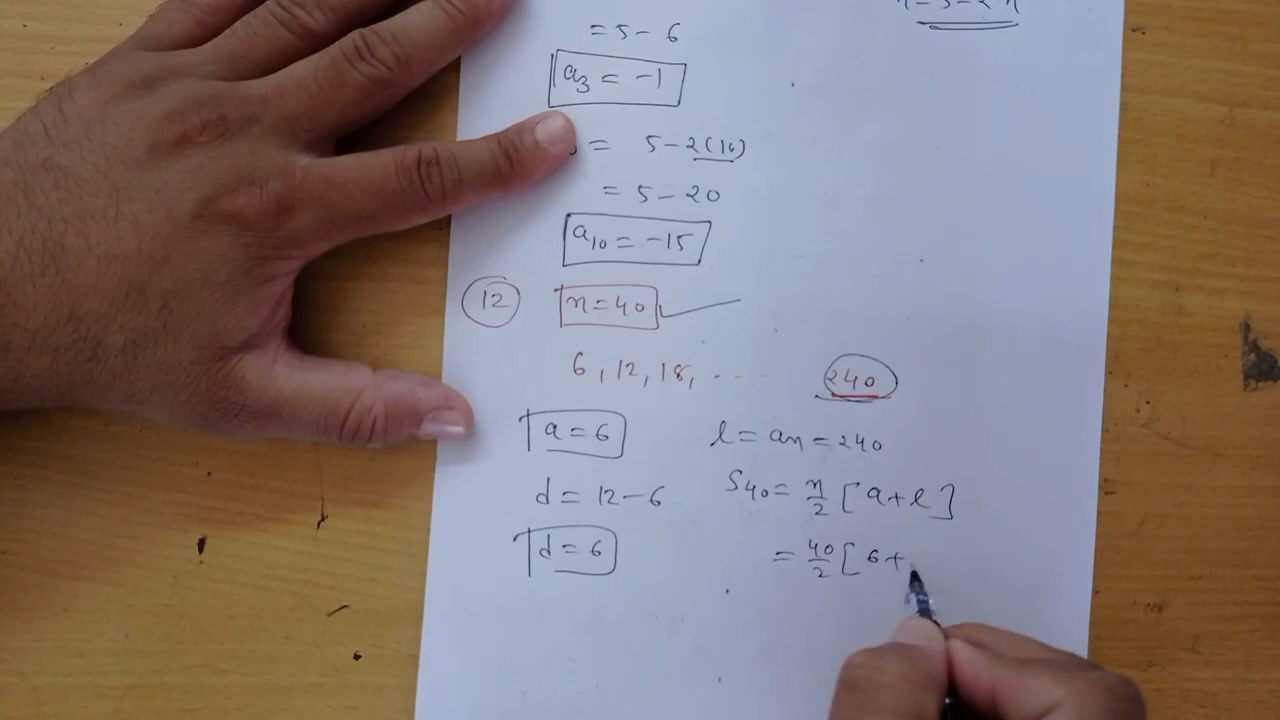 = 5 - 6
a₃ = -1
= 5 - 2(10)
= 5 - 20
a₁₀ = -15
12 n = 40
6, 12, 18, .... 240
a = 6 l = an = 240
d = 12 - 6 S₄₀ = n/2 [a + l]
d = 6 = 40/2 [6 +